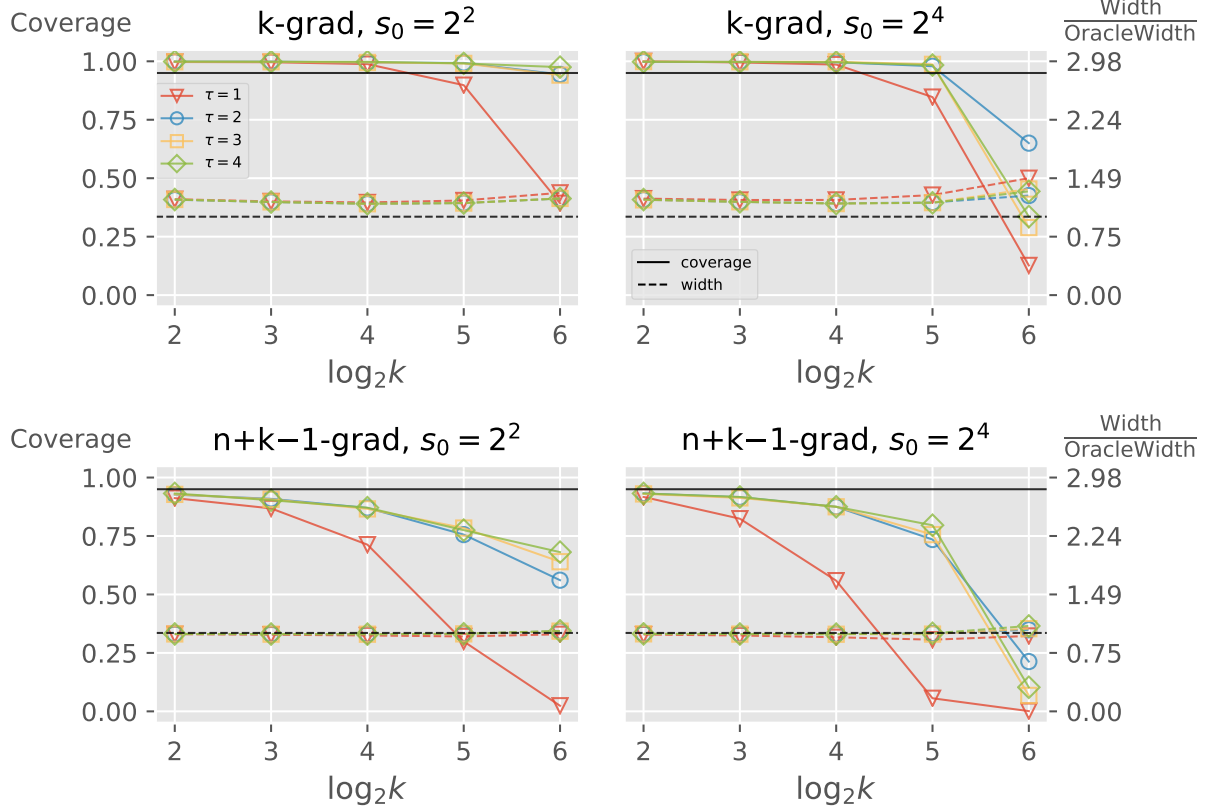 Coverage
k-grad, s₀ = 2²
k-grad, s₀ = 2⁴
Width
OracleWidth
1.00
0.75
0.50
0.25
0.00
τ = 1
τ = 2
τ = 3
τ = 4
coverage
width
2.98
2.24
1.49
0.75
0.00
2 3 4 5 6
2 3 4 5 6
log₂k
log₂k
Coverage
n+k−1-grad, s₀ = 2²
n+k−1-grad, s₀ = 2⁴
Width
OracleWidth
1.00
0.75
0.50
0.25
0.00
2.98
2.24
1.49
0.75
0.00
2 3 4 5 6
2 3 4 5 6
log₂k
log₂k